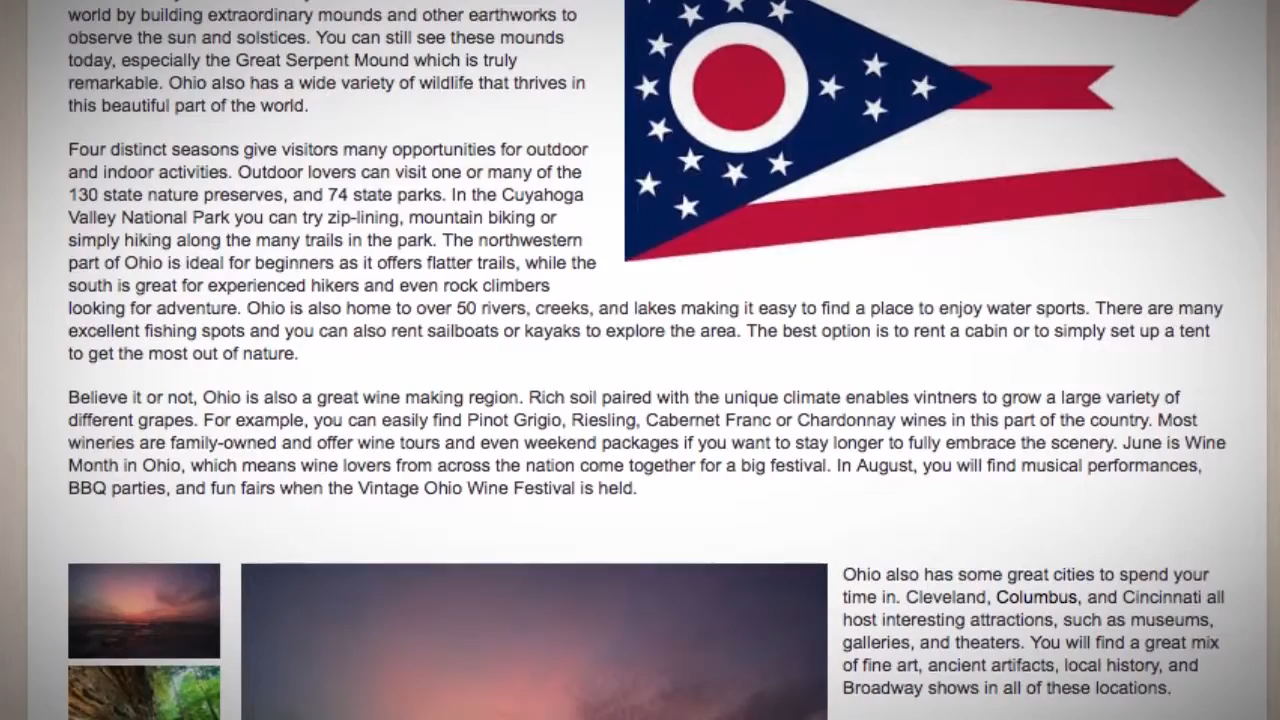 world by building extraordinary mounds and other earthworks to
observe the sun and solstices. You can still see these mounds
today, especially the Great Serpent Mound which is truly
remarkable. Ohio also has a wide variety of wildlife that thrives in
this beautiful part of the world.
Four distinct seasons give visitors many opportunities for outdoor
and indoor activities. Outdoor lovers can visit one or many of the
130 state nature preserves, and 74 state parks. In the Cuyahoga
Valley National Park you can try zip-lining, mountain biking or
simply hiking along the many trails in the park. The northwestern
part of Ohio is ideal for beginners as it offers flatter trails, while the
south is great for experienced hikers and even rock climbers
looking for adventure. Ohio is also home to over 50 rivers, creeks, and lakes making it easy to find a place to enjoy water sports. There are many
excellent fishing spots and you can also rent sailboats or kayaks to explore the area. The best option is to rent a cabin or to simply set up a tent
to get the most out of nature.
Believe it or not, Ohio is also a great wine making region. Rich soil paired with the unique climate enables vintners to grow a large variety of
different grapes. For example, you can easily find Pinot Grigio, Riesling, Cabernet Franc or Chardonnay wines in this part of the country. Most
wineries are family-owned and offer wine tours and even weekend packages if you want to stay longer to fully embrace the scenery. June is Wine
Month in Ohio, which means wine lovers from across the nation come together for a big festival. In August, you will find musical performances,
BBQ parties, and fun fairs when the Vintage Ohio Wine Festival is held.
Ohio also has some great cities to spend your
time in. Cleveland, Columbus, and Cincinnati all
host interesting attractions, such as museums,
galleries, and theaters. You will find a great mix
of fine art, ancient artifacts, local history, and
Broadway shows in all of these locations.